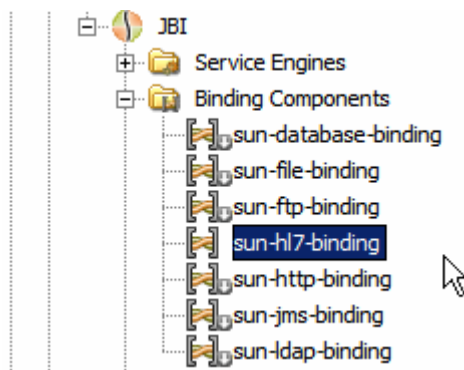 JBI
Service Engines
Binding Components
sun-database-binding
sun-file-binding
sun-ftp-binding
sun-hl7-binding
sun-http-binding
sun-jms-binding
sun-ldap-binding